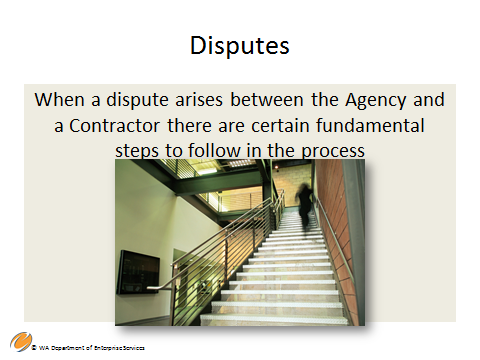 Disputes
When a dispute arises between the Agency and
a Contractor there are certain fundamental
steps to follow in the process
© WA Department of Enterprise Services